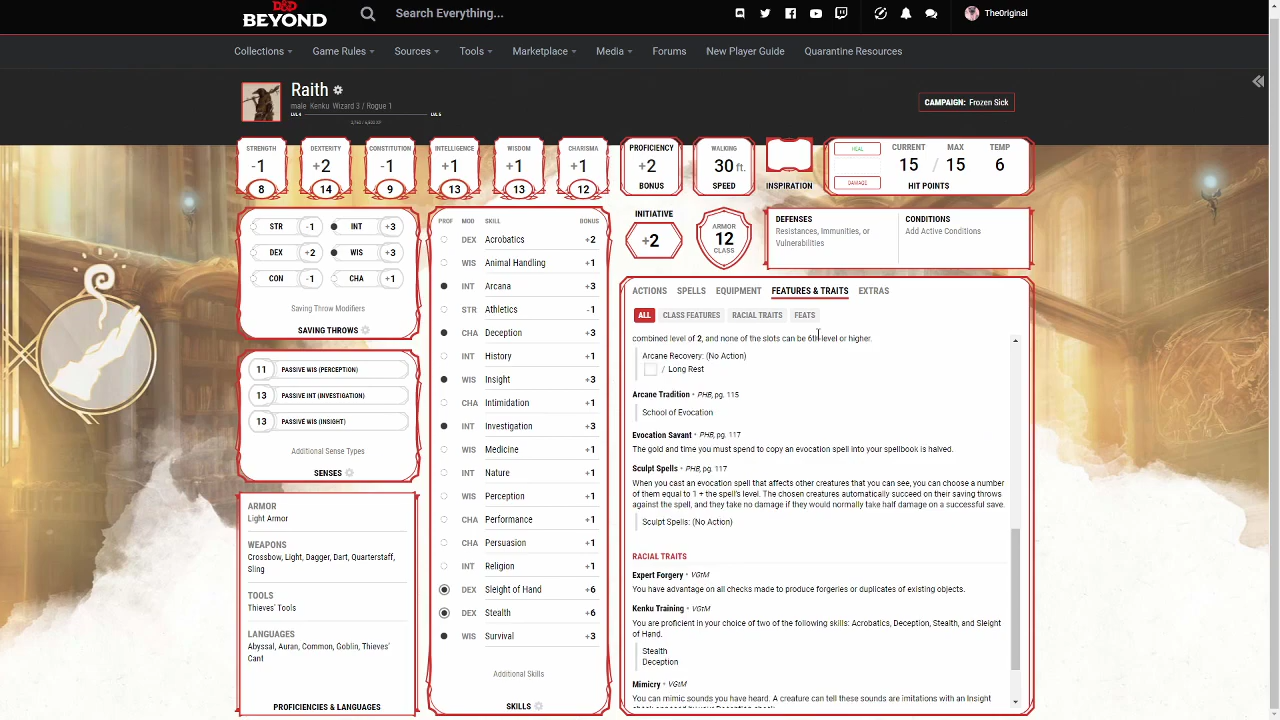 D&D
BEYOND
Search Everything...
TheOriginal
Collections
Game Rules
Sources
Tools
Marketplace
Media
Forums
New Player Guide
Quarantine Resources
Raith
male Kenku Wizard 3 / Rogue 1
LVL 4
LVL 5
CAMPAIGN: Frozen Sick
STRENGTH
-1
8
DEXTERITY
+2
14
CONSTITUTION
-1
9
INTELLIGENCE
+1
13
WISDOM
+1
13
CHARISMA
+1
12
PROFICIENCY
+2
BONUS
WALKING
30 ft.
SPEED
INSPIRATION
HEAL
DAMAGE
CURRENT MAX TEMP
15 / 15 6
HIT POINTS
STR -1
INT +3
DEX +2
WIS +3
CON -1
CHA +1
Saving Throw Modifiers
SAVING THROWS
11 PASSIVE WIS (PERCEPTION)
13 PASSIVE INT (INVESTIGATION)
13 PASSIVE WIS (INSIGHT)
Additional Sense Types
SENSES
ARMOR
Light Armor
WEAPONS
Crossbow, Light, Dagger, Dart, Quarterstaff,
Sling
TOOLS
Thieves' Tools
LANGUAGES
Abyssal, Auran, Common, Goblin, Thieves'
Cant
PROFICIENCIES & LANGUAGES
PROF MOD SKILL BONUS
DEX Acrobatics +2
WIS Animal Handling +1
INT Arcana +3
STR Athletics -1
CHA Deception +3
INT History +1
WIS Insight +3
CHA Intimidation +1
INT Investigation +3
WIS Medicine +1
INT Nature +1
WIS Perception +1
CHA Performance +1
CHA Persuasion +1
INT Religion +1
DEX Sleight of Hand +6
DEX Stealth +6
WIS Survival +3
Additional Skills
SKILLS
INITIATIVE
+2
ARMOR
12
CLASS
DEFENSES
Resistances, Immunities, or
Vulnerabilities
CONDITIONS
Add Active Conditions
ACTIONS SPELLS EQUIPMENT FEATURES & TRAITS EXTRAS
ALL CLASS FEATURES RACIAL TRAITS FEATS
combined level of 2, and none of the slots can be 6th level or higher.
Arcane Recovery: (No Action)
/ Long Rest
Arcane Tradition • PHB, pg. 115
School of Evocation
Evocation Savant • PHB, pg. 117
The gold and time you must spend to copy an evocation spell into your spellbook is halved.
Sculpt Spells • PHB, pg. 117
When you cast an evocation spell that affects other creatures that you can see, you can choose a number
of them equal to 1 + the spell's level. The chosen creatures automatically succeed on their saving throws
against the spell, and they take no damage if they would normally take half damage on a successful save.
Sculpt Spells: (No Action)
RACIAL TRAITS
Expert Forgery • VGtM
You have advantage on all checks made to produce forgeries or duplicates of existing objects.
Kenku Training • VGtM
You are proficient in your choice of two of the following skills: Acrobatics, Deception, Stealth, and Sleight
of Hand.
Stealth
Deception
Mimicry • VGtM
You can mimic sounds you have heard. A creature can tell these sounds are imitations with an Insight